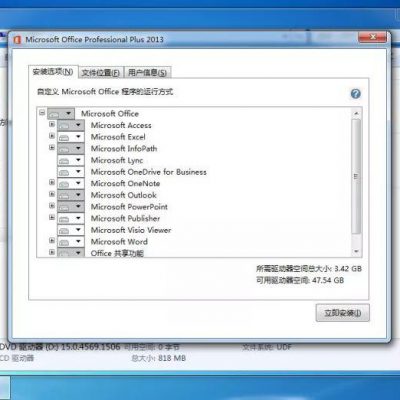 Microsoft Office Professional Plus 2013
安装选项(N) 文件位置(F) 用户信息(S)
自定义 Microsoft Office 程序的运行方式
Microsoft Office
Microsoft Access
Microsoft Excel
Microsoft InfoPath
Microsoft Lync
Microsoft OneDrive for Business
Microsoft OneNote
Microsoft Outlook
Microsoft PowerPoint
Microsoft Publisher
Microsoft Visio Viewer
Microsoft Word
Office 共享功能
所需驱动器空间总大小: 3.42 GB
可用驱动器空间: 47.54 GB
立即安装(I)
DVD 驱动器 (D:) 15.0.4569.1506 可用空间: 0 字节 文件系统: UDF
CD 驱动器 总大小: 818 MB